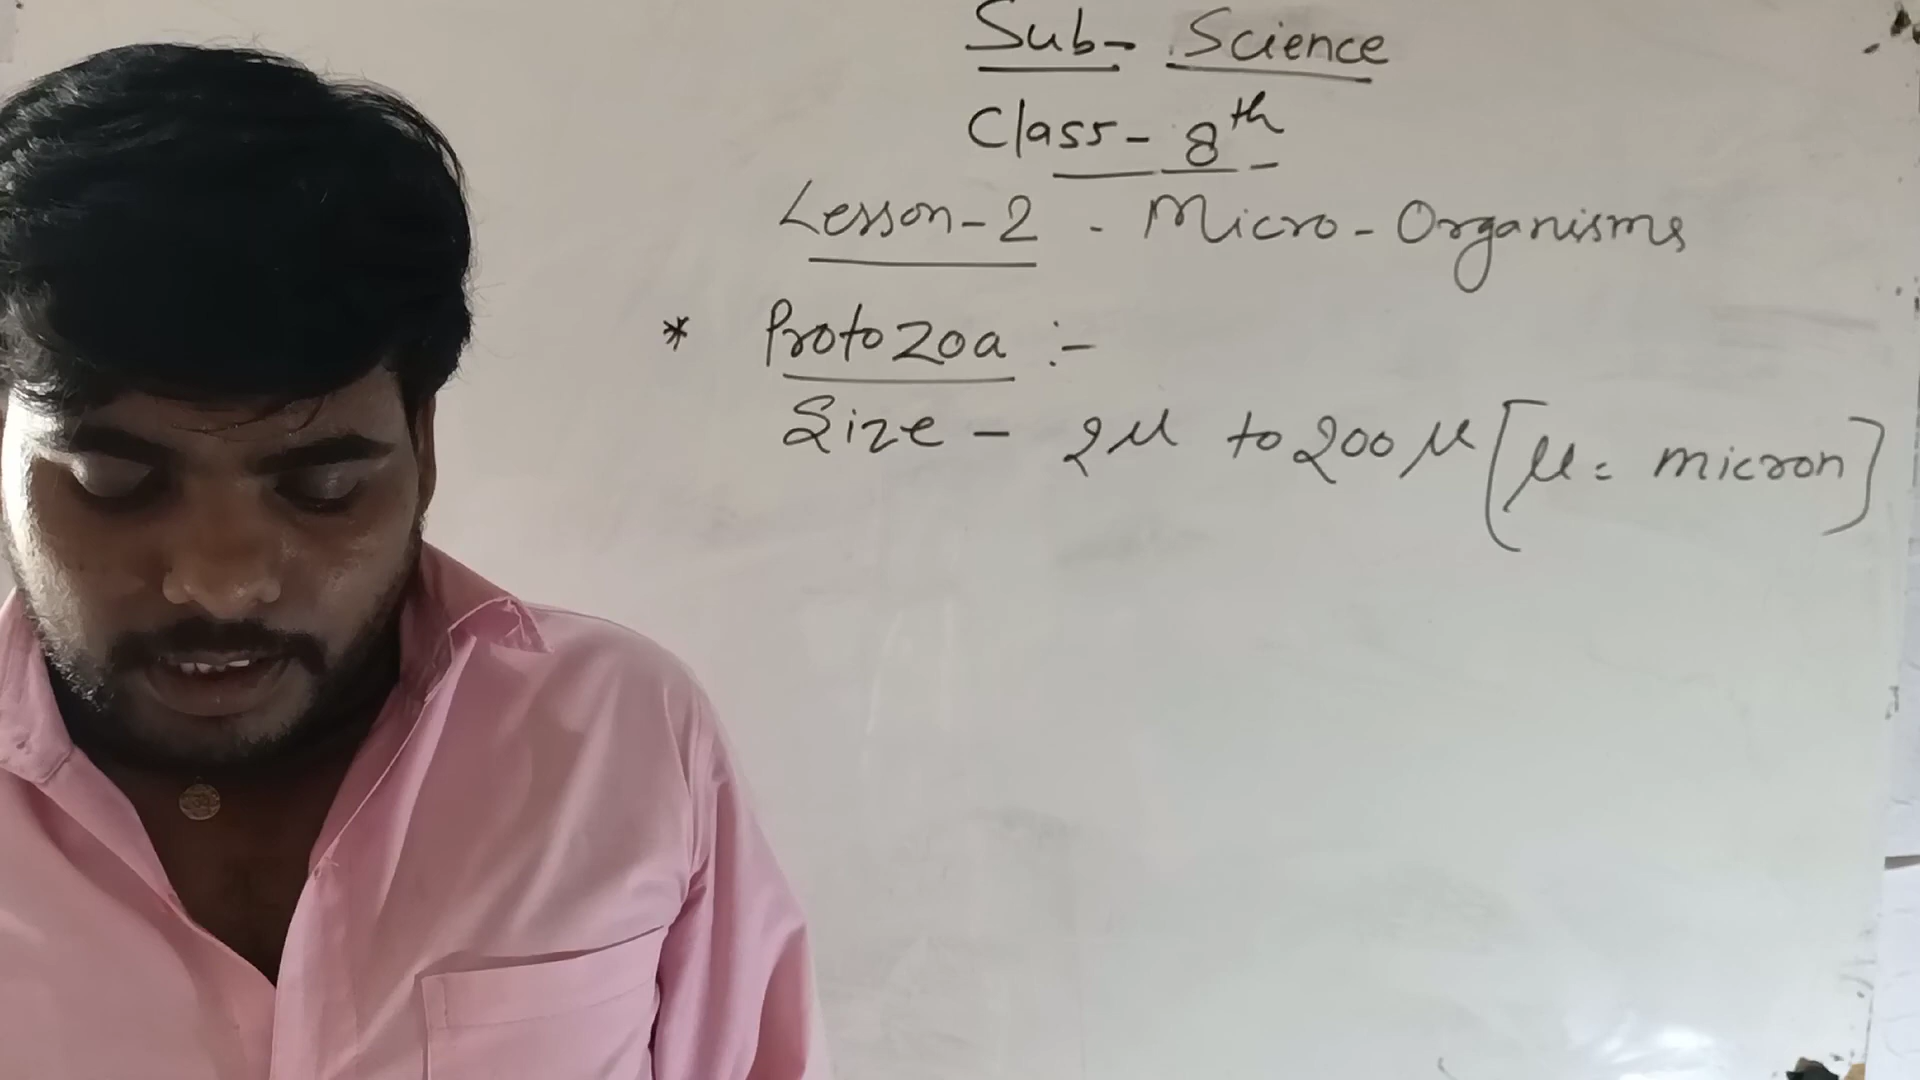 Sub- Science
Class- 8th
Lesson-2 - Micro-Organisms
* Protozoa :-
Size - 2μ to 200μ [μ= micron]